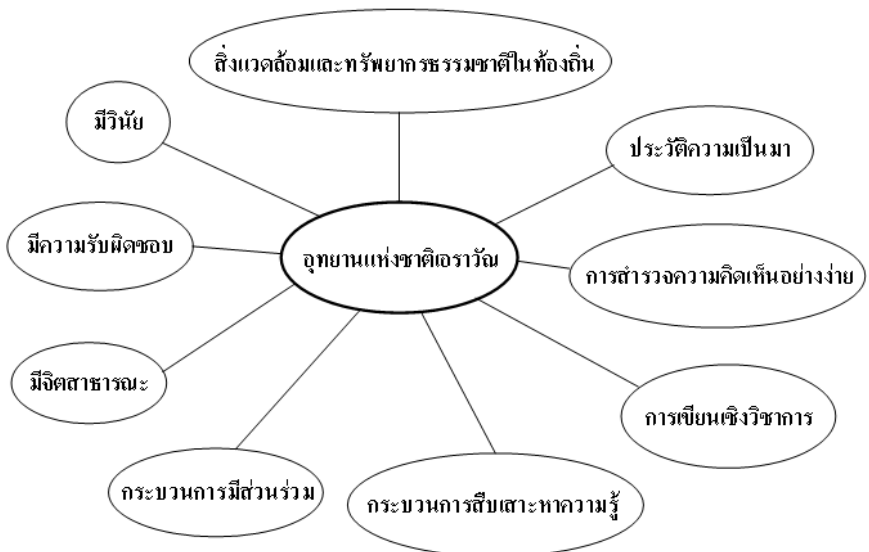 สิ่งแวดล้อมและทรัพยากรธรรมชาติในท้องถิ่น
มีวินัย
ประวัติความเป็นมา
มีความรับผิดชอบ
อุทยานแห่งชาติเอราวัณ
การสำรวจความคิดเห็นอย่างง่าย
มีจิตสาธารณะ
การเขียนเชิงวิชาการ
กระบวนการมีส่วนร่วม
กระบวนการสืบเสาะหาความรู้